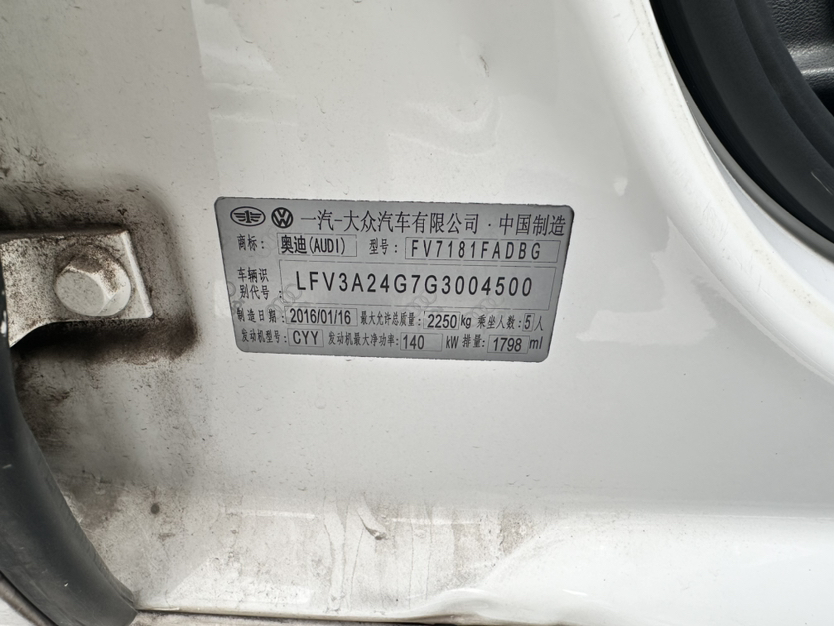 一汽-大众汽车有限公司·中国制造
商标: 奥迪(AUDI) 型号: FV7181FADBG
车辆识别代号: LFV3A24G7G3004500
制造日期: 2016/01/16 最大允许总质量: 2250kg 乘坐人数: 5人
发动机型号: CYY 发动机最大净功率: 140 kW 排量: 1798 ml